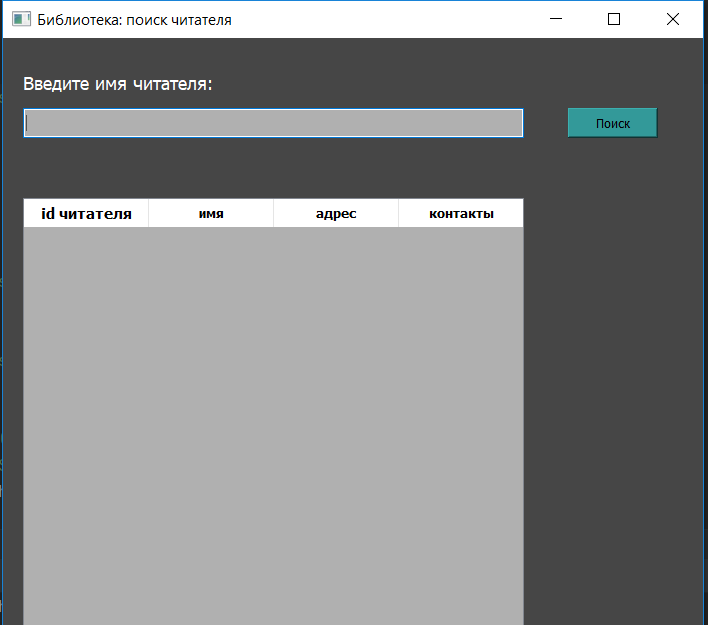 Библиотека: поиск читателя
Введите имя читателя:
Поиск
id читателя имя адрес контакты